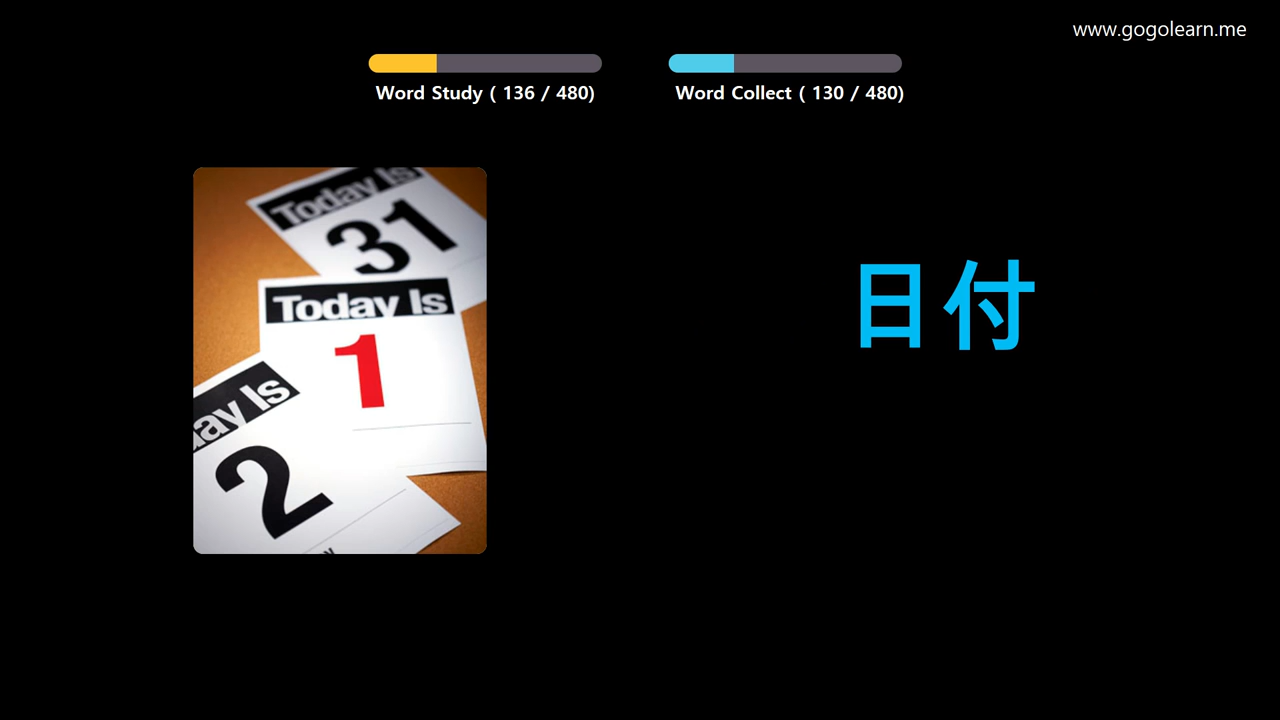 www.gogolearn.me
Word Study ( 136 / 480)
Word Collect ( 130 / 480)
Today Is
31
Today Is
1
day Is
2
日付